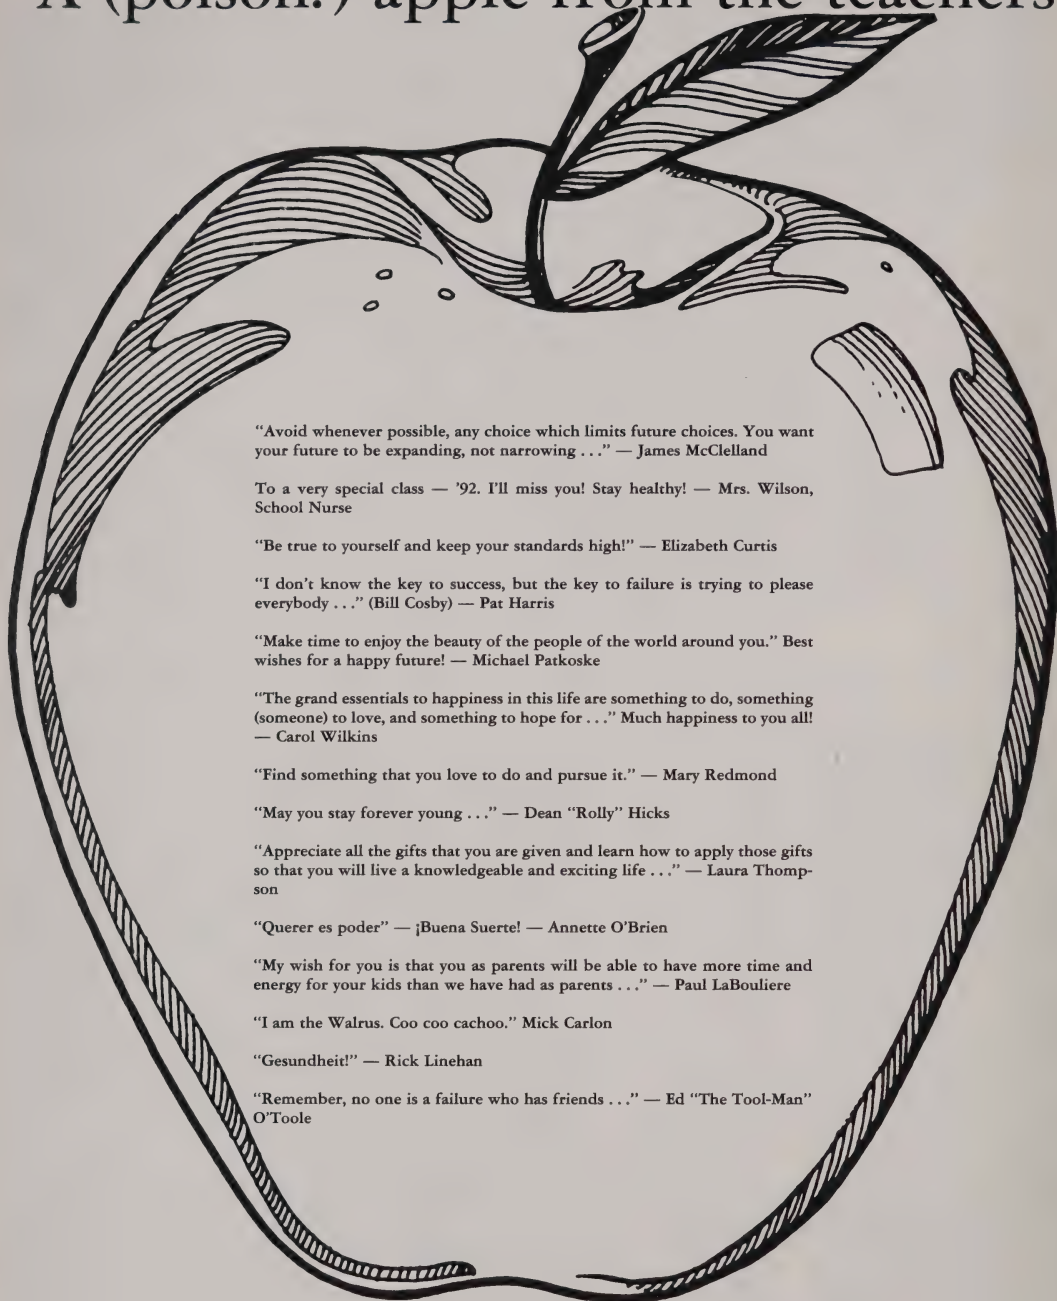 A (poison?) apple from the teachers
“Avoid whenever possible, any choice which limits future choices. You want
your future to be expanding, not narrowing . . .” — James McClelland
To a very special class — ’92. I’ll miss you! Stay healthy! — Mrs. Wilson,
School Nurse
“Be true to yourself and keep your standards high!” — Elizabeth Curtis
“I don’t know the key to success, but the key to failure is trying to please
everybody . . .” (Bill Cosby) — Pat Harris
“Make time to enjoy the beauty of the people of the world around you.” Best
wishes for a happy future! — Michael Patkoske
“The grand essentials to happiness in this life are something to do, something
(someone) to love, and something to hope for . . .” Much happiness to you all!
— Carol Wilkins
“Find something that you love to do and pursue it.” — Mary Redmond
“May you stay forever young . . .” — Dean “Rolly” Hicks
“Appreciate all the gifts that you are given and learn how to apply those gifts
so that you will live a knowledgeable and exciting life . . .” — Laura Thomp-
son
“Querer es poder” — ¡Buena Suerte! — Annette O’Brien
“My wish for you is that you as parents will be able to have more time and
energy for your kids than we have had as parents . . .” — Paul LaBouliere
“I am the Walrus. Coo coo cachoo.” Mick Carlon
“Gesundheit!” — Rick Linehan
“Remember, no one is a failure who has friends . . .” — Ed “The Tool-Man”
O’Toole